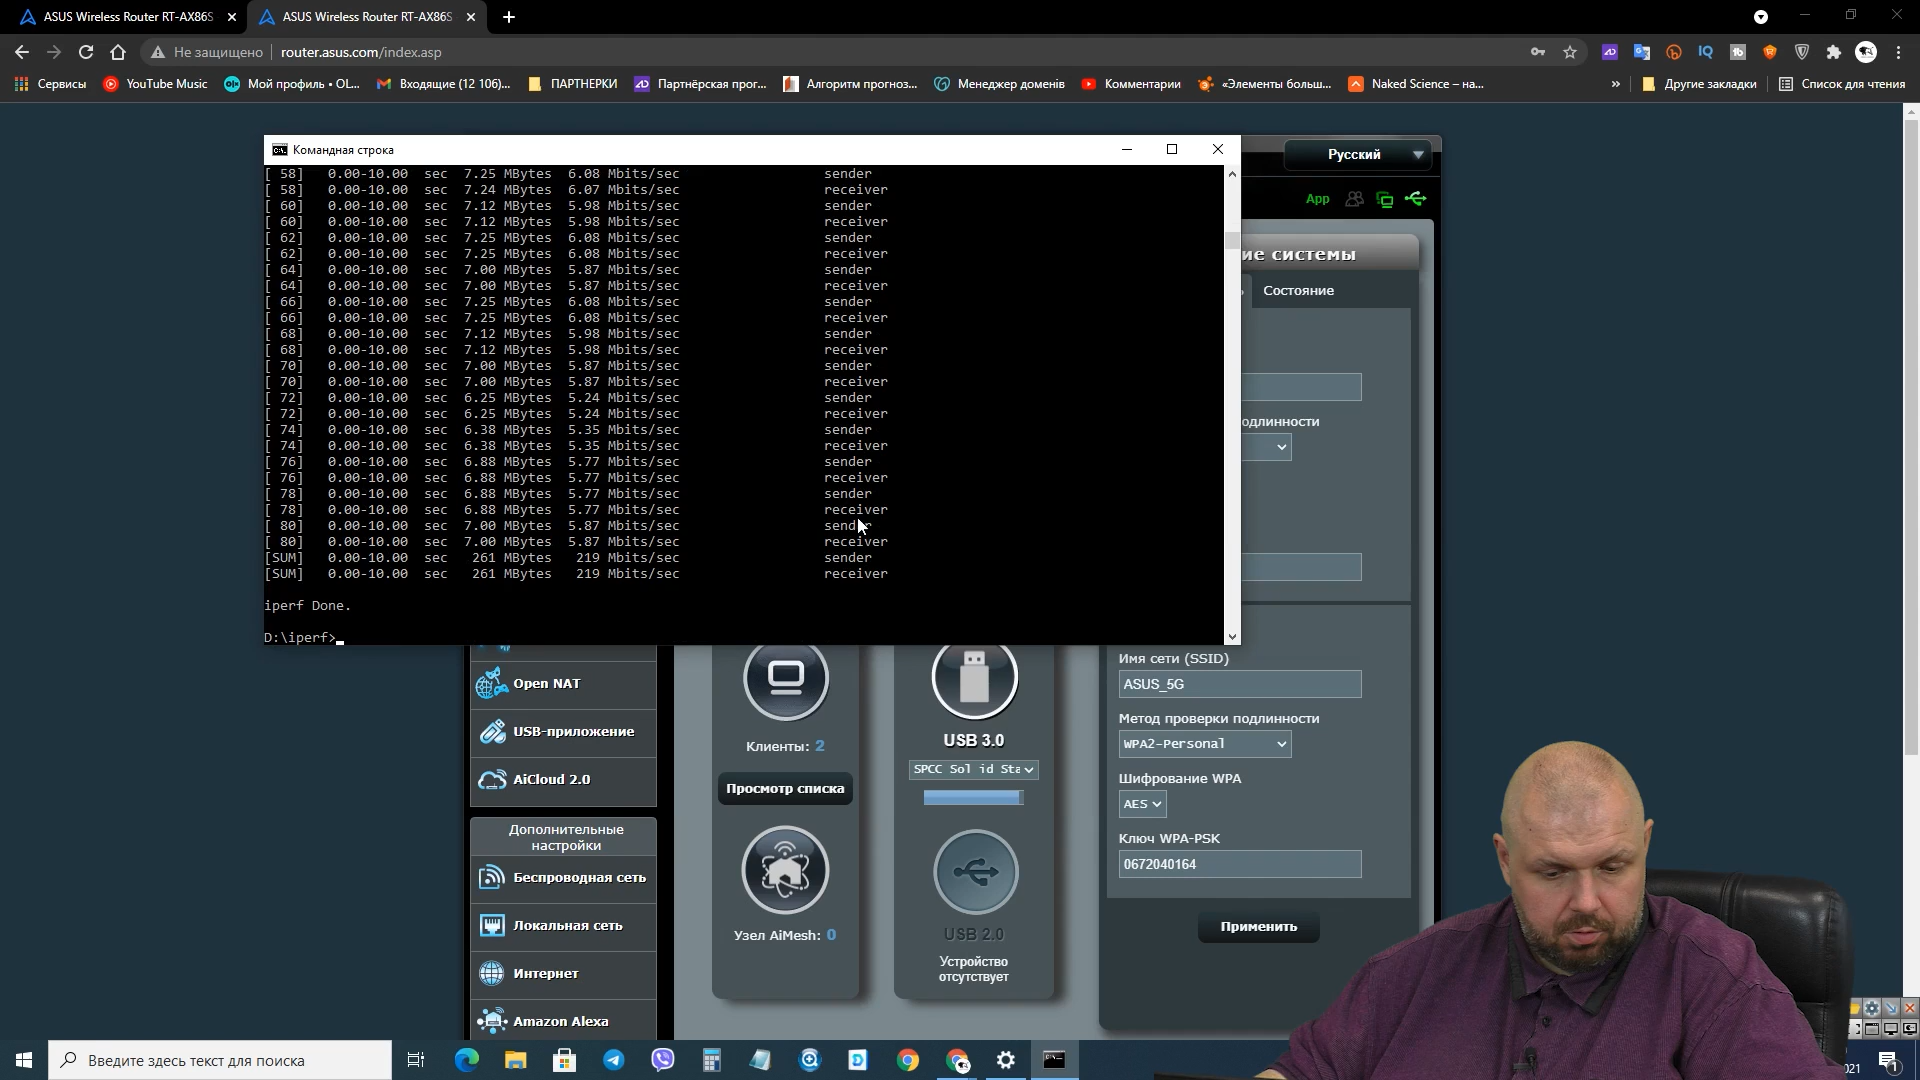 ASUS Wireless Router RT-AX86S
ASUS Wireless Router RT-AX86S
Не защищено
router.asus.com/index.asp
Сервисы
YouTube Music
Мой профиль • OL...
Входящие (12 106)...
ПАРТНЕРКИ
Партнёрская прог...
Алгоритм прогноз...
Менеджер доменів
Комментарии
«Элементы больш...
Naked Science – на...
»
Другие закладки
Список для чтения
Командная строка
[ 58] 0.00-10.00 sec 7.25 MBytes 6.08 Mbits/sec sender
[ 58] 0.00-10.00 sec 7.24 MBytes 6.07 Mbits/sec receiver
[ 60] 0.00-10.00 sec 7.12 MBytes 5.98 Mbits/sec sender
[ 60] 0.00-10.00 sec 7.12 MBytes 5.98 Mbits/sec receiver
[ 62] 0.00-10.00 sec 7.25 MBytes 6.08 Mbits/sec sender
[ 62] 0.00-10.00 sec 7.25 MBytes 6.08 Mbits/sec receiver
[ 64] 0.00-10.00 sec 7.00 MBytes 5.87 Mbits/sec sender
[ 64] 0.00-10.00 sec 7.00 MBytes 5.87 Mbits/sec receiver
[ 66] 0.00-10.00 sec 7.25 MBytes 6.08 Mbits/sec sender
[ 66] 0.00-10.00 sec 7.25 MBytes 6.08 Mbits/sec receiver
[ 68] 0.00-10.00 sec 7.12 MBytes 5.98 Mbits/sec sender
[ 68] 0.00-10.00 sec 7.12 MBytes 5.98 Mbits/sec receiver
[ 70] 0.00-10.00 sec 7.00 MBytes 5.87 Mbits/sec sender
[ 70] 0.00-10.00 sec 7.00 MBytes 5.87 Mbits/sec receiver
[ 72] 0.00-10.00 sec 6.25 MBytes 5.24 Mbits/sec sender
[ 72] 0.00-10.00 sec 6.25 MBytes 5.24 Mbits/sec receiver
[ 74] 0.00-10.00 sec 6.38 MBytes 5.35 Mbits/sec sender
[ 74] 0.00-10.00 sec 6.38 MBytes 5.35 Mbits/sec receiver
[ 76] 0.00-10.00 sec 6.88 MBytes 5.77 Mbits/sec sender
[ 76] 0.00-10.00 sec 6.88 MBytes 5.77 Mbits/sec receiver
[ 78] 0.00-10.00 sec 6.88 MBytes 5.77 Mbits/sec sender
[ 78] 0.00-10.00 sec 6.88 MBytes 5.77 Mbits/sec receiver
[ 80] 0.00-10.00 sec 7.00 MBytes 5.87 Mbits/sec sender
[ 80] 0.00-10.00 sec 7.00 MBytes 5.87 Mbits/sec receiver
[SUM] 0.00-10.00 sec 261 MBytes 219 Mbits/sec sender
[SUM] 0.00-10.00 sec 261 MBytes 219 Mbits/sec receiver
iperf Done.
D:\iperf>
Русский
App
ие системы
Состояние
одлинности
Open NAT
USB-приложение
AiCloud 2.0
Дополнительные
настройки
Беспроводная сеть
Локальная сеть
Интернет
Amazon Alexa
Клиенты: 2
Просмотр списка
Узел AiMesh: 0
USB 3.0
SPCC Sol id Sta
USB 2.0
Устройство
отсутствует
Имя сети (SSID)
ASUS_5G
Метод проверки подлинности
WPA2-Personal
Шифрование WPA
AES
Ключ WPA-PSK
0672040164
Применить
Введите здесь текст для поиска
021
1